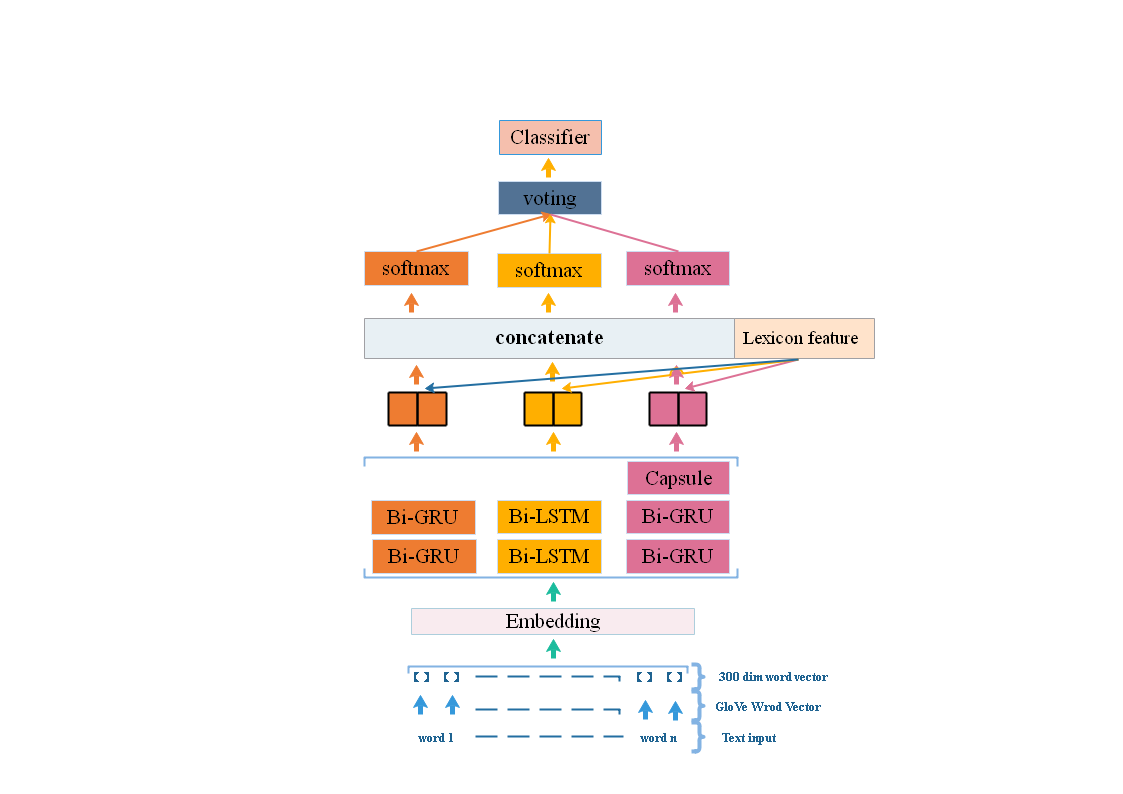 Classifier
voting
softmax softmax softmax
concatenate Lexicon feature
Capsule
Bi-GRU Bi-LSTM Bi-GRU
Bi-GRU Bi-LSTM Bi-GRU
Embedding
300 dim word vector
GloVe Wrod Vector
word 1 word n Text input